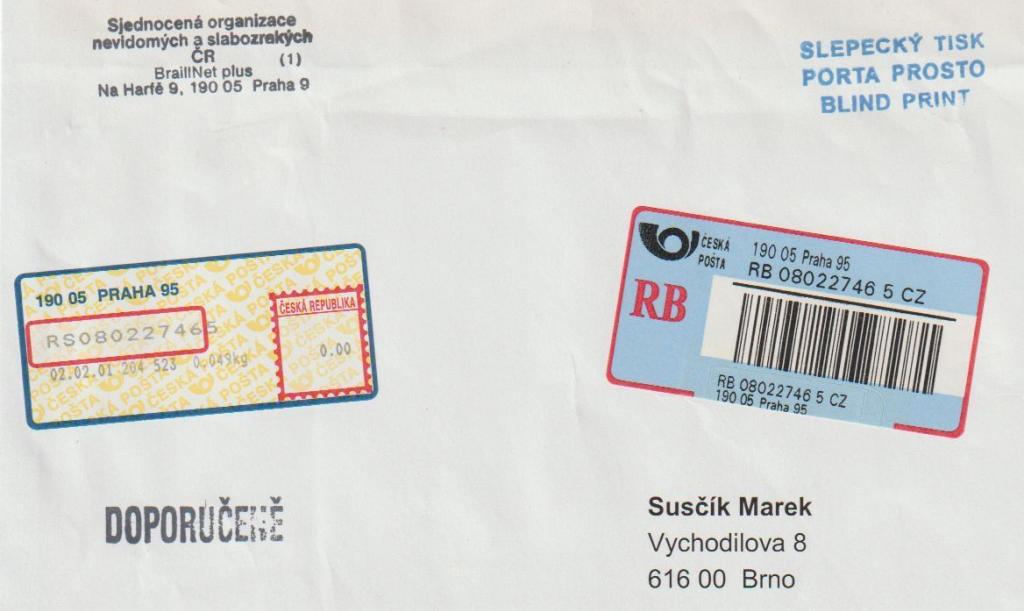 Sjednocená organizace
nevidomých a slabozrakých
ČR (1)
BraillNet plus
Na Harfě 9, 190 05 Praha 9
SLEPECKÝ TISK
PORTA PROSTO
BLIND PRINT
190 05 PRAHA 95
RS080227465
02.02.01 204 523 0.049kg
ČESKÁ REPUBLIKA
0.00
ČESKÁ
POŠTA
190 05 Praha 95
RB 08022746 5 CZ
RB
RB 08022746 5 CZ
190 05 Praha 95
DOPORUČENĚ
Susčík Marek
Vychodilova 8
616 00 Brno